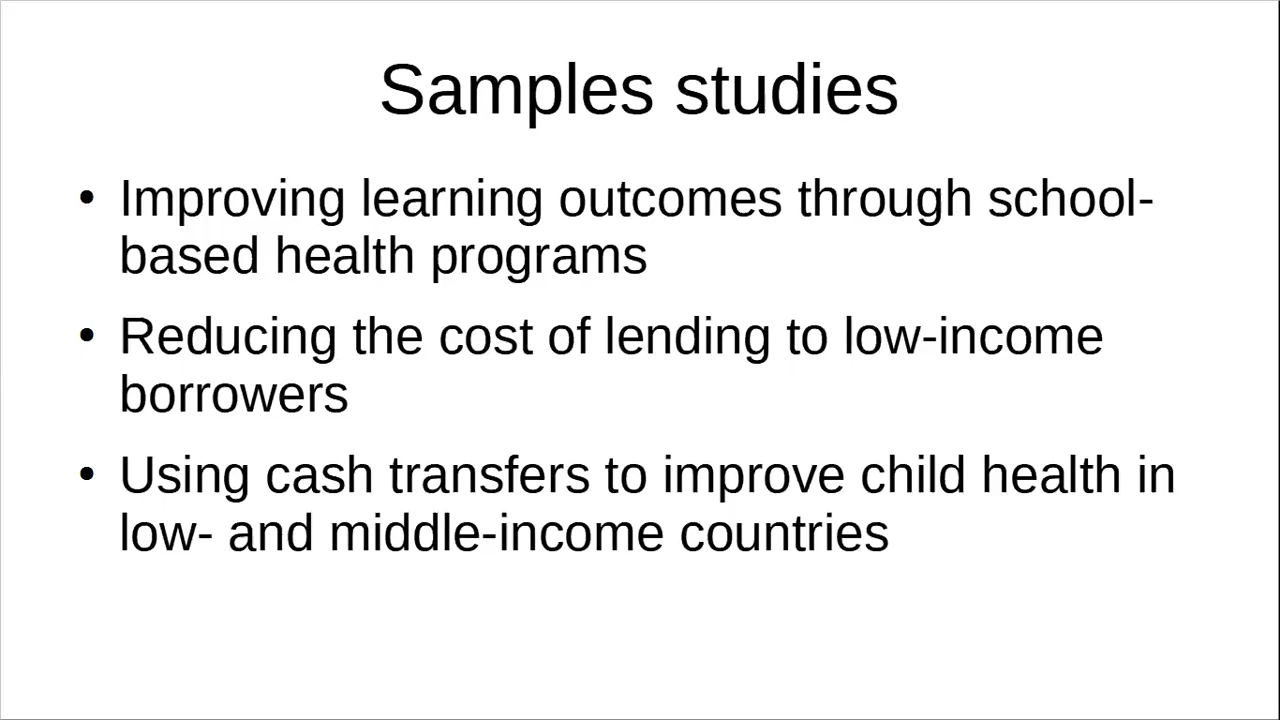 Samples studies
• Improving learning outcomes through school-
based health programs
• Reducing the cost of lending to low-income
borrowers
• Using cash transfers to improve child health in
low- and middle-income countries